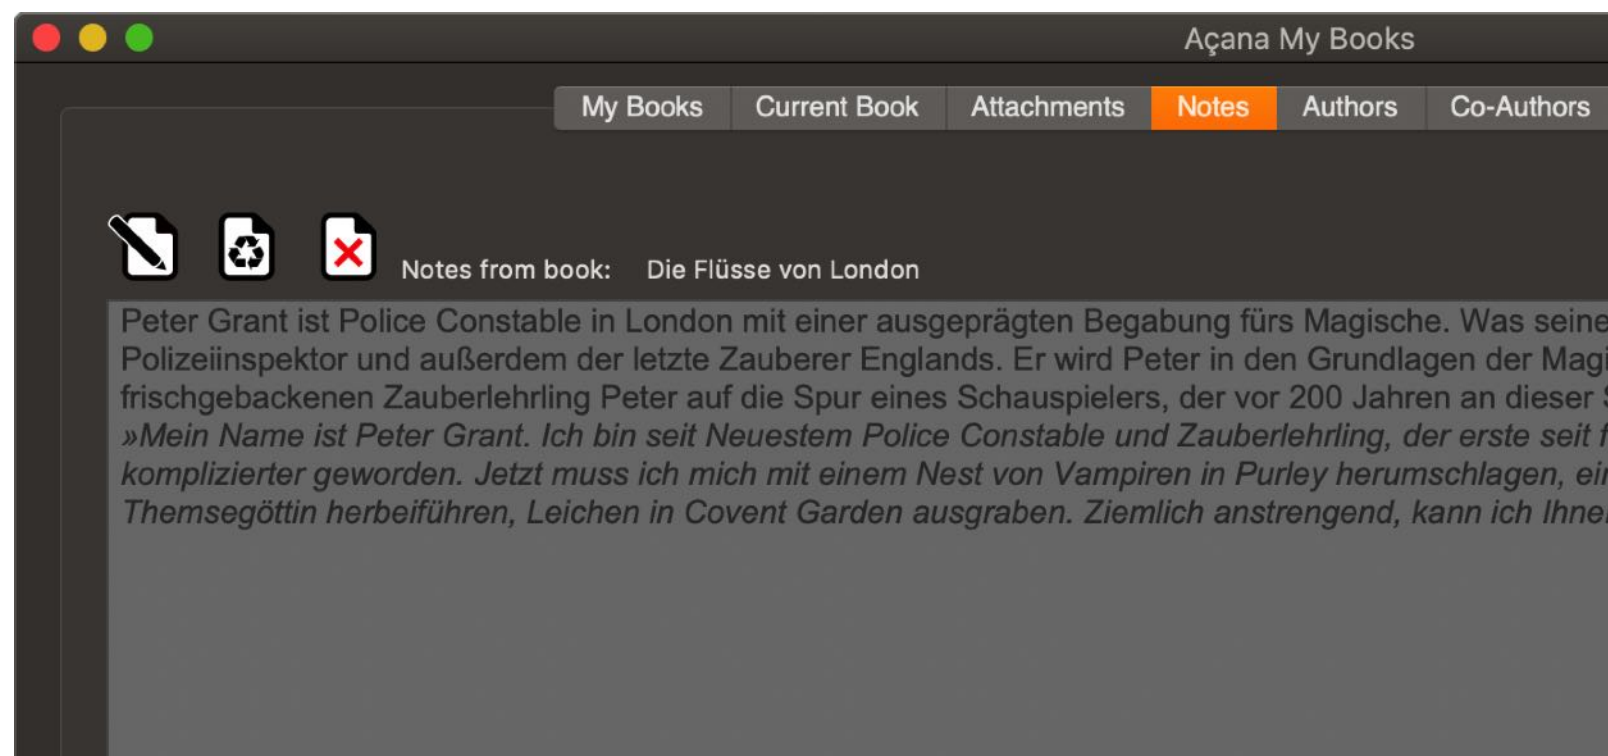 Açana My Books
My Books Current Book Attachments Notes Authors Co-Authors
Notes from book: Die Flüsse von London
Peter Grant ist Police Constable in London mit einer ausgeprägten Begabung fürs Magische. Was seine
Polizeiinspektor und außerdem der letzte Zauberer Englands. Er wird Peter in den Grundlagen der Magi
frischgebackenen Zauberlehrling Peter auf die Spur eines Schauspielers, der vor 200 Jahren an dieser
»Mein Name ist Peter Grant. Ich bin seit Neuestem Police Constable und Zauberlehrling, der erste seit
komplizierter geworden. Jetzt muss ich mich mit einem Nest von Vampiren in Purley herumschlagen,
Themsegöttin herbeiführen, Leichen in Covent Garden ausgraben. Ziemlich anstrengend, kann ich